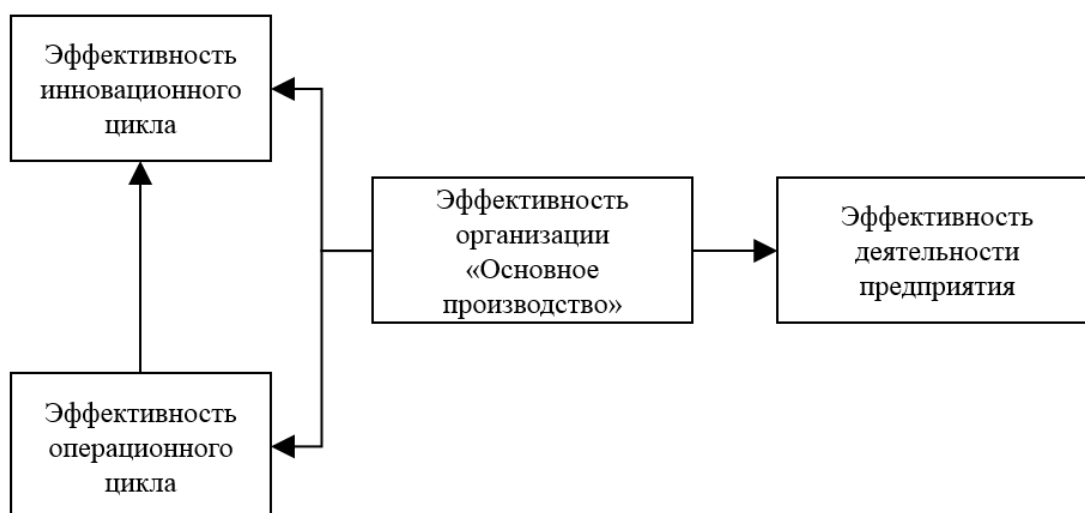 Эффективность
инновационного
цикла
Эффективность
организации
«Основное
производство»
Эффективность
деятельности
предприятия
Эффективность
операционного
цикла